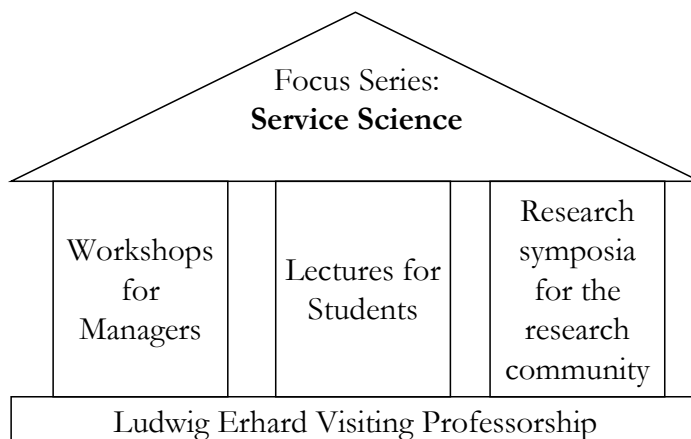 Focus Series:
Service Science
Workshops
for
Managers
Lectures for
Students
Research
symposia
for the
research
community
Ludwig Erhard Visiting Professorship